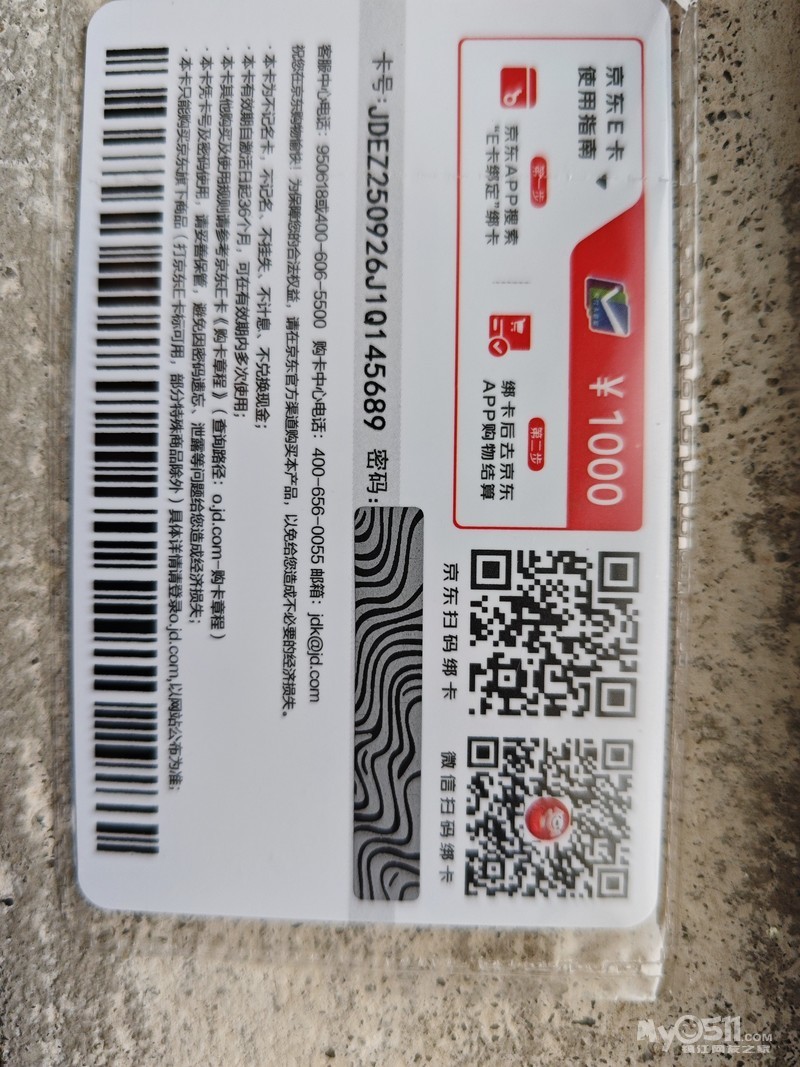 京东E卡
使用指南
¥1000
第一步
京东APP搜索
“E卡绑定”绑卡
第二步
绑卡后去京东
APP购物结算
京东扫码绑卡
微信扫码绑卡
卡号:JDEZ250926J1Q145689 密码:
客服中心电话：950618或400-606-5500 购卡中心电话：400-656-0055 邮箱：jdk@jd.com
祝您在京东购物愉快！为保障您的合法权益，请在京东官方渠道购买本产品，以免给您造成不必要的经济损失。
·本卡为不记名卡，不记名、不挂失、不计息、不兑换现金；
·本卡有效期自激活日起36个月，可在有效期内多次使用；
·本卡其他购买及使用规则请参考京东E卡《购卡章程》（查询路径：o.jd.com-购卡章程）
·本卡凭卡号及密码使用，请妥善保管，避免因密码遗忘、泄露等问题给您造成经济损失；
·本卡只能购买京东旗下商品（打京东E卡标可用，部分特殊商品除外）具体详情请登录o.jd.com,以网站公布为准；
My0511.COM
镇江网友之家